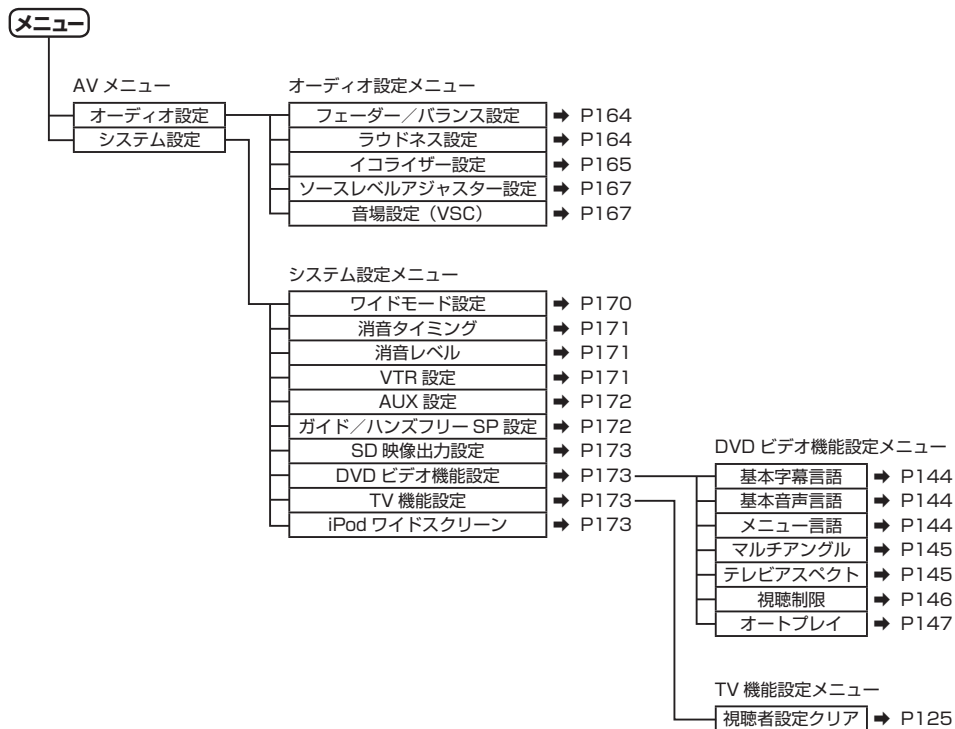 メニュー
AV メニュー
オーディオ設定
システム設定
オーディオ設定メニュー
フェーダー／バランス設定 ➡ P164
ラウドネス設定 ➡ P164
イコライザー設定 ➡ P165
ソースレベルアジャスター設定 ➡ P167
音場設定（VSC） ➡ P167
システム設定メニュー
ワイドモード設定 ➡ P170
消音タイミング ➡ P171
消音レベル ➡ P171
VTR 設定 ➡ P171
AUX 設定 ➡ P172
ガイド／ハンズフリー SP 設定 ➡ P172
SD 映像出力設定 ➡ P173
DVD ビデオ機能設定 ➡ P173
TV 機能設定 ➡ P173
iPod ワイドスクリーン ➡ P173
DVD ビデオ機能設定メニュー
基本字幕言語 ➡ P144
基本音声言語 ➡ P144
メニュー言語 ➡ P144
マルチアングル ➡ P145
テレビアスペクト ➡ P145
視聴制限 ➡ P146
オートプレイ ➡ P147
TV 機能設定メニュー
視聴者設定クリア ➡ P125